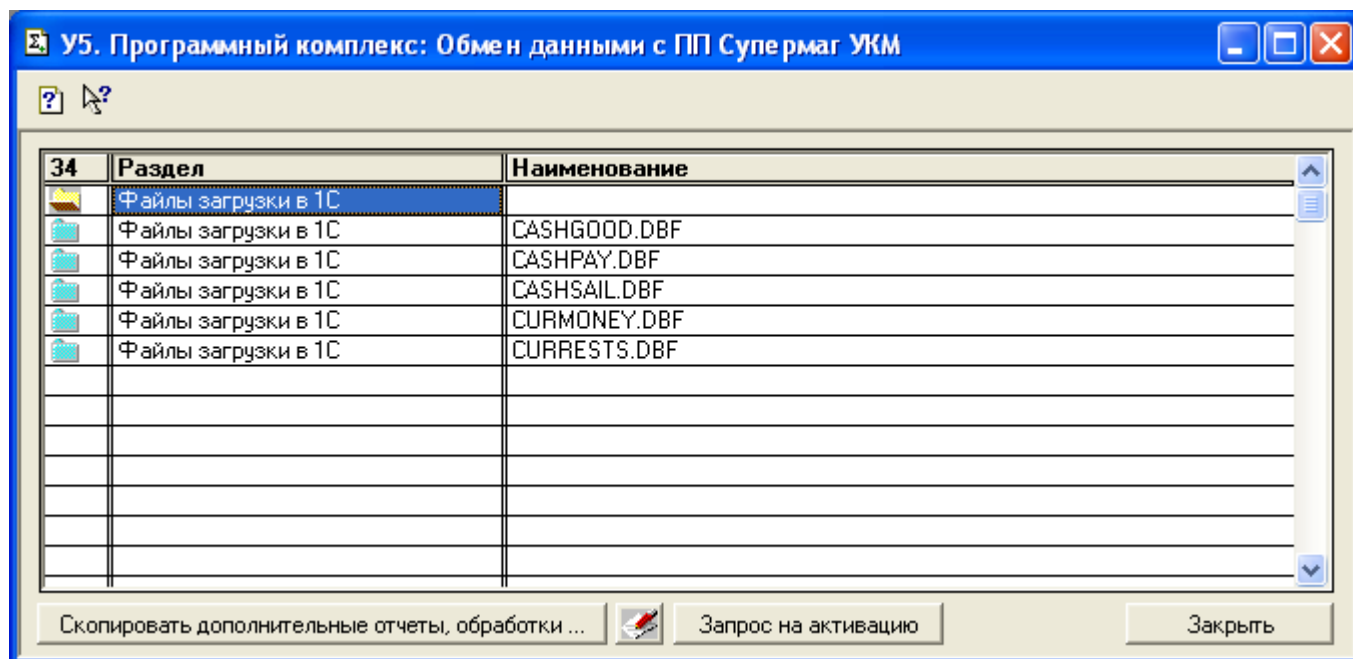 У5. Программный комплекс: Обмен данными с ПП Супермаг УКМ
34 Раздел Наименование
Файлы загрузки в 1С
Файлы загрузки в 1С CASHGOOD.DBF
Файлы загрузки в 1С CASHPAY.DBF
Файлы загрузки в 1С CASHSAIL.DBF
Файлы загрузки в 1С CURMONEY.DBF
Файлы загрузки в 1С CURRESTS.DBF
Скопировать дополнительные отчеты, обработки ... Запрос на активацию Закрыть